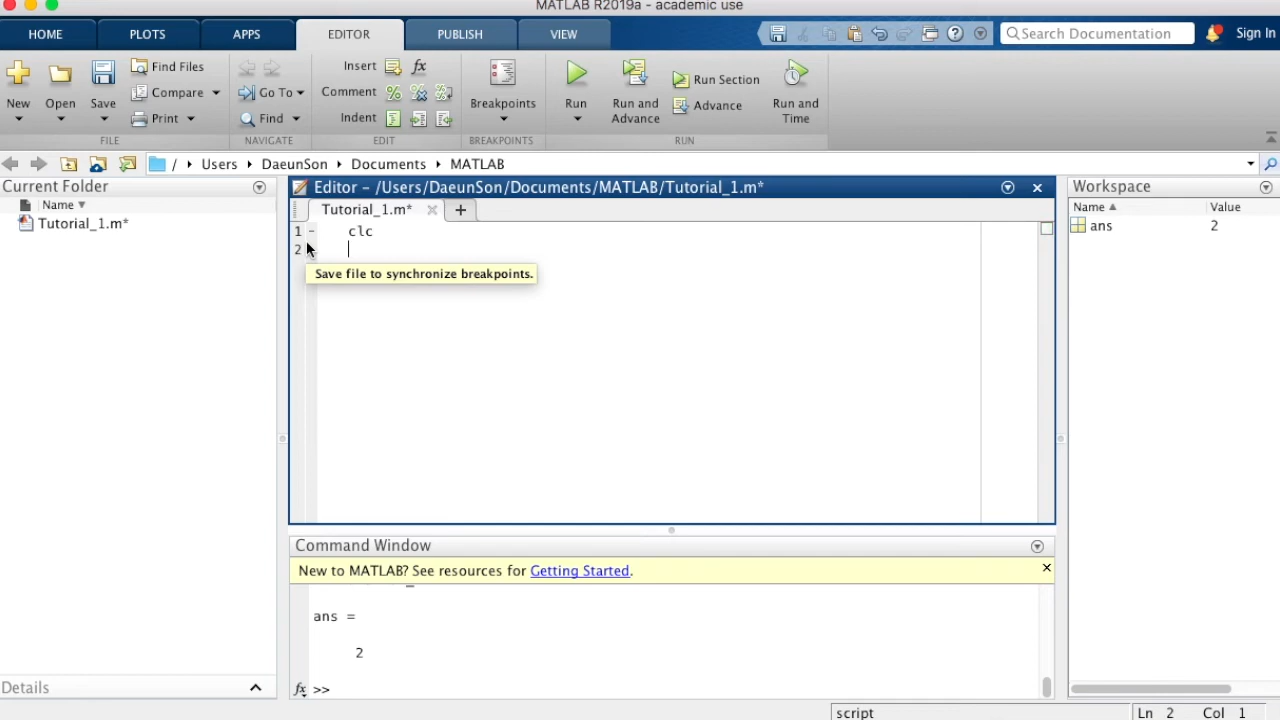 MATLAB R2019a - academic use
HOME PLOTS APPS EDITOR PUBLISH VIEW Search Documentation Sign In
New Open Save Find Files Compare Print
FILE
Go To Find
NAVIGATE
Insert fx
Comment % %
Indent
EDIT
Breakpoints
BREAKPOINTS
Run Run and Advance Run Section Advance Run and Time
RUN
/ Users DaeunSon Documents MATLAB
Current Folder
Name
Tutorial_1.m*
Details
Editor - /Users/DaeunSon/Documents/MATLAB/Tutorial_1.m*
Tutorial_1.m* +
1 - clc
2
Save file to synchronize breakpoints.
Command Window
New to MATLAB? See resources for Getting Started.
ans =
2
fx >>
Workspace
Name Value
ans 2
script Ln 2 Col 1